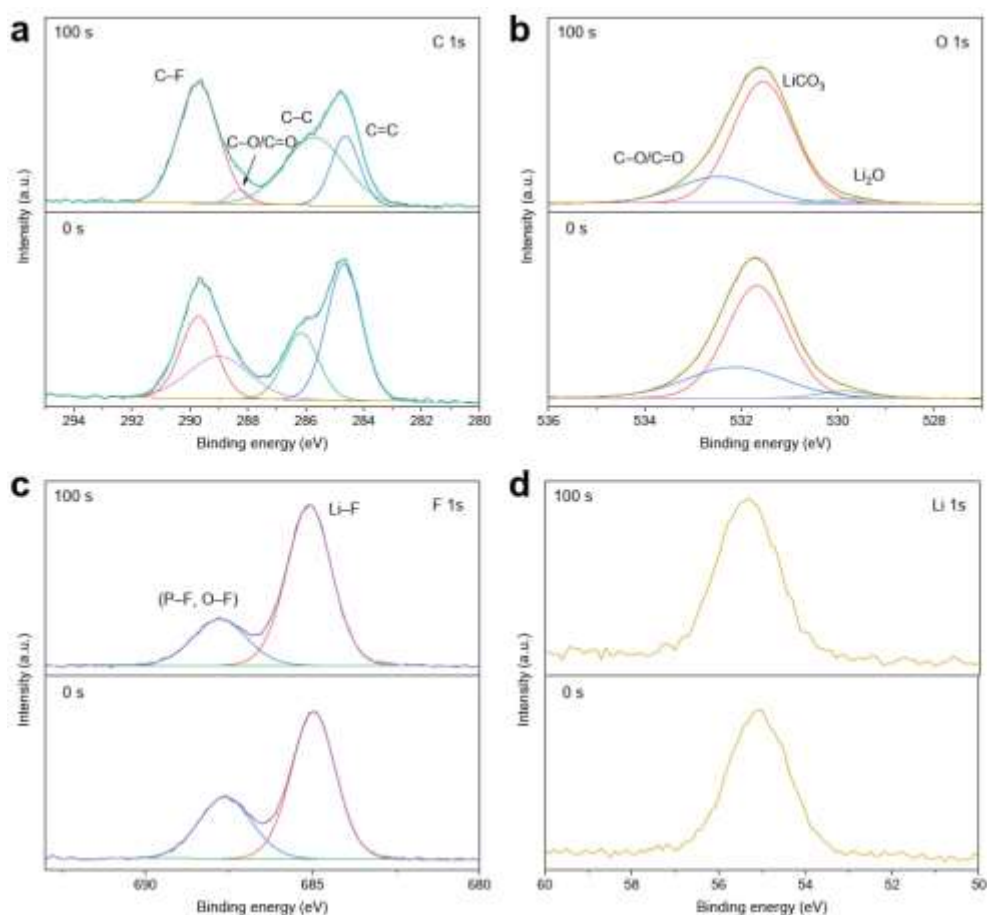 a
100 s
C 1s
C–F
C–C
C–O/C=O
C=C
Intensity (a.u.)
0 s
294 292 290 288 286 284 282 280
Binding energy (eV)
b
100 s
O 1s
LiCO₃
C–O/C=O
Li₂O
Intensity (a.u.)
0 s
536 534 532 530 528
Binding energy (eV)
c
100 s
F 1s
Li–F
(P–F, O–F)
Intensity (a.u.)
0 s
690 685 680
Binding energy (eV)
d
100 s
Li 1s
Intensity (a.u.)
0 s
60 58 56 54 52 50
Binding energy (eV)